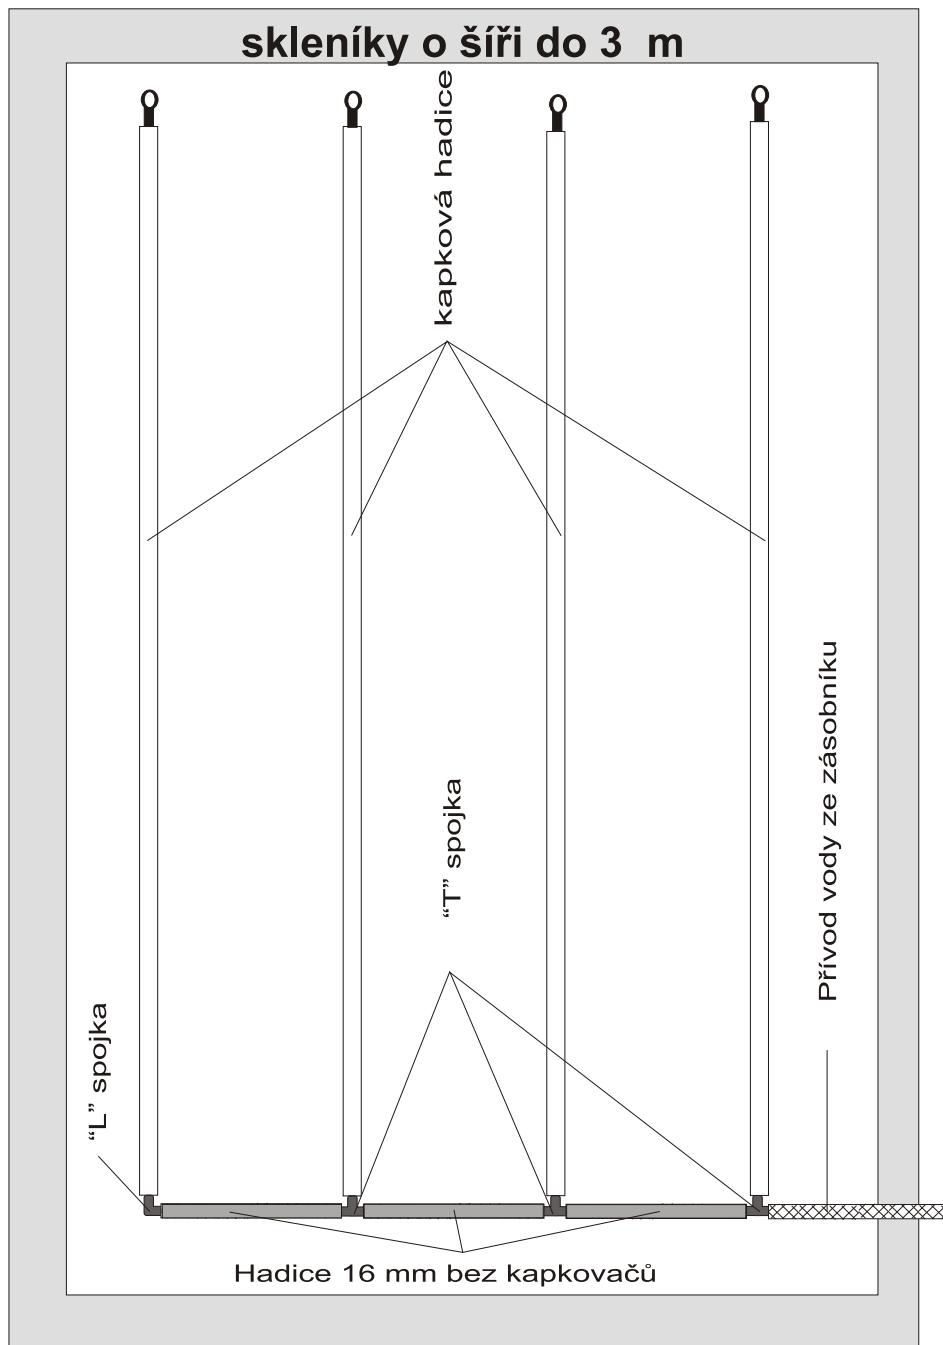 skleníky o šíři do 3 m
kapková hadice
Přívod vody ze zásobníku
“T” spojka
“L” spojka
Hadice 16 mm bez kapkovačů